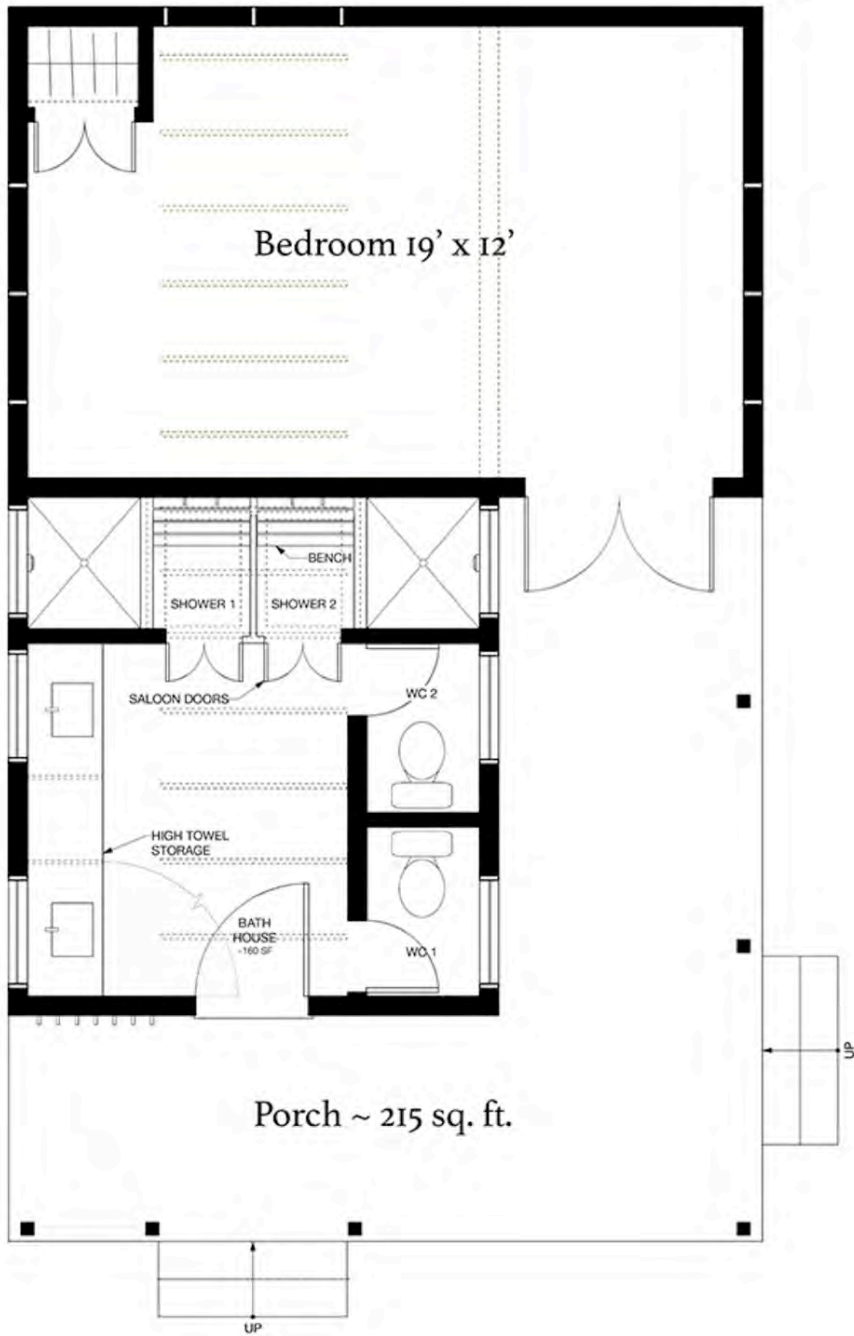 Bedroom 19' x 12'
BENCH
SHOWER 1
SHOWER 2
SALOON DOORS
WC 2
HIGH TOWEL
STORAGE
BATH
HOUSE
~160 SF
WC 1
UP
Porch ~ 215 sq. ft.
UP